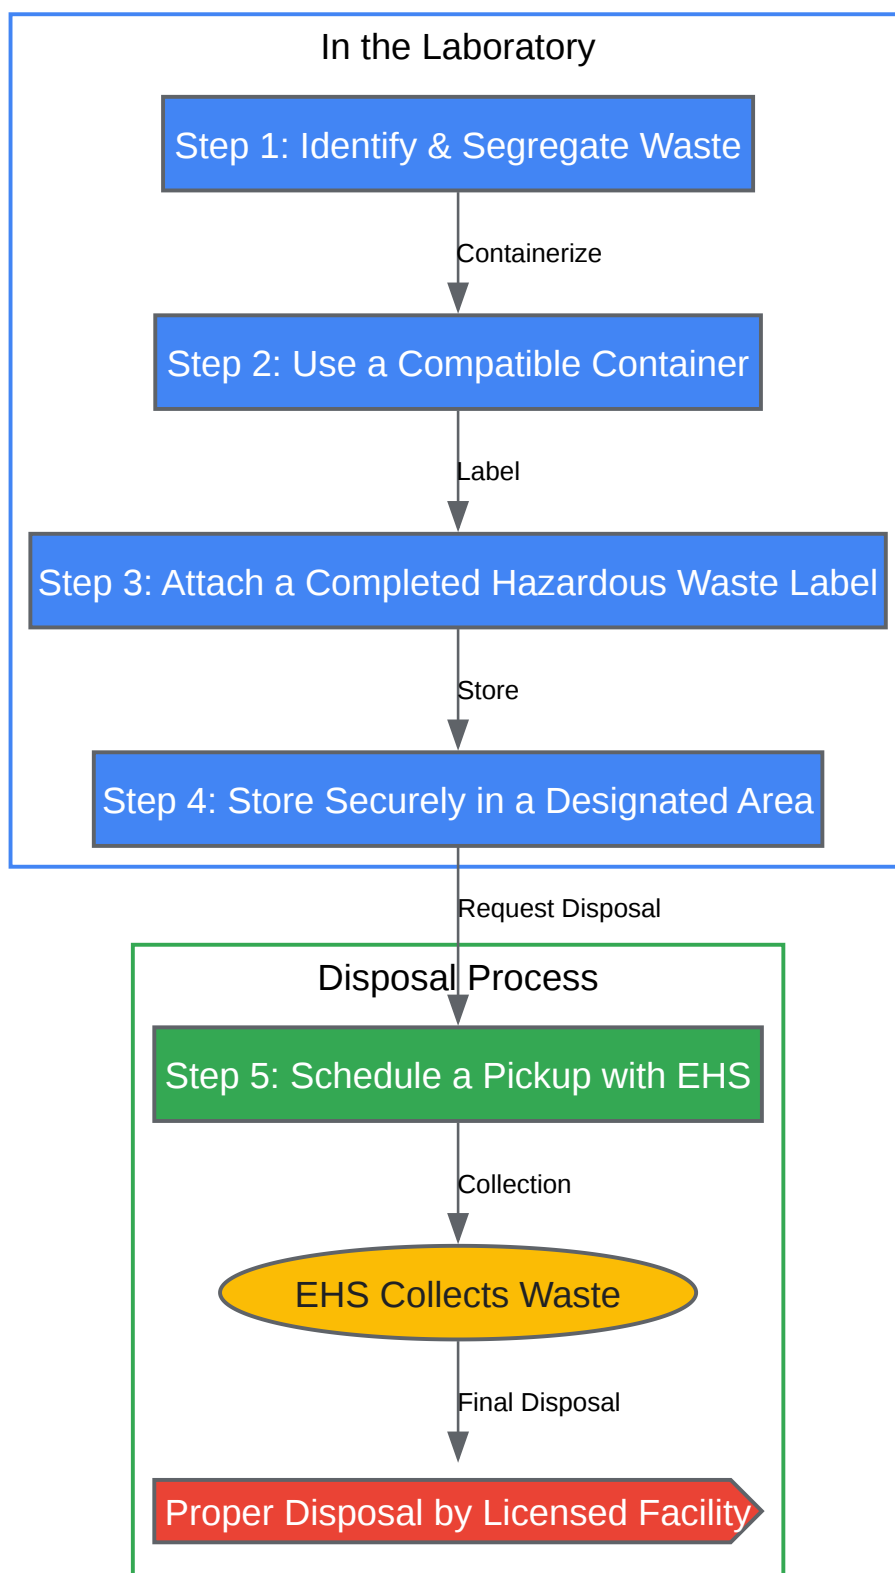 In the Laboratory
Step 1: Identify & Segregate Waste
Containerize
Step 2: Use a Compatible Container
Label
Step 3: Attach a Completed Hazardous Waste Label
Store
Step 4: Store Securely in a Designated Area
Request Disposal
Disposal Process
Step 5: Schedule a Pickup with EHS
Collection
EHS Collects Waste
Final Disposal
Proper Disposal by Licensed Facility